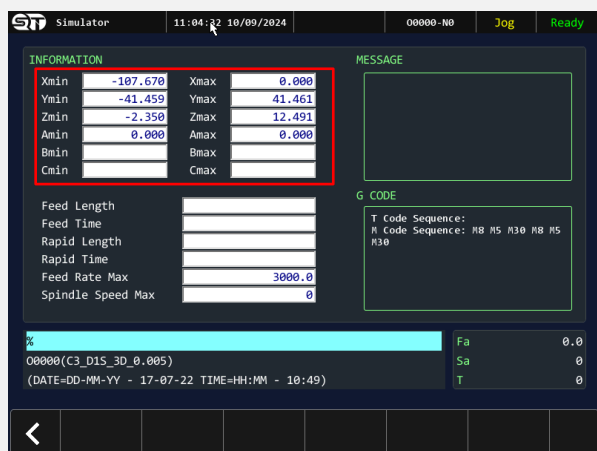 SIT Simulator 11:04:32 10/09/2024 O0000-N0 Jog Ready
INFORMATION
Xmin -107.670 Xmax 0.000
Ymin -41.459 Ymax 41.461
Zmin -2.350 Zmax 12.491
Amin 0.000 Amax 0.000
Bmin Bmax
Cmin Cmax
Feed Length
Feed Time
Rapid Length
Rapid Time
Feed Rate Max 3000.0
Spindle Speed Max 0
MESSAGE
G CODE
T Code Sequence:
M Code Sequence: M8 M5 M30 M8 M5
M30
%
O0000(C3_D1S_3D_0.005)
(DATE=DD-MM-YY - 17-07-22 TIME=HH:MM - 10:49)
Fa 0.0
Sa 0
T 0